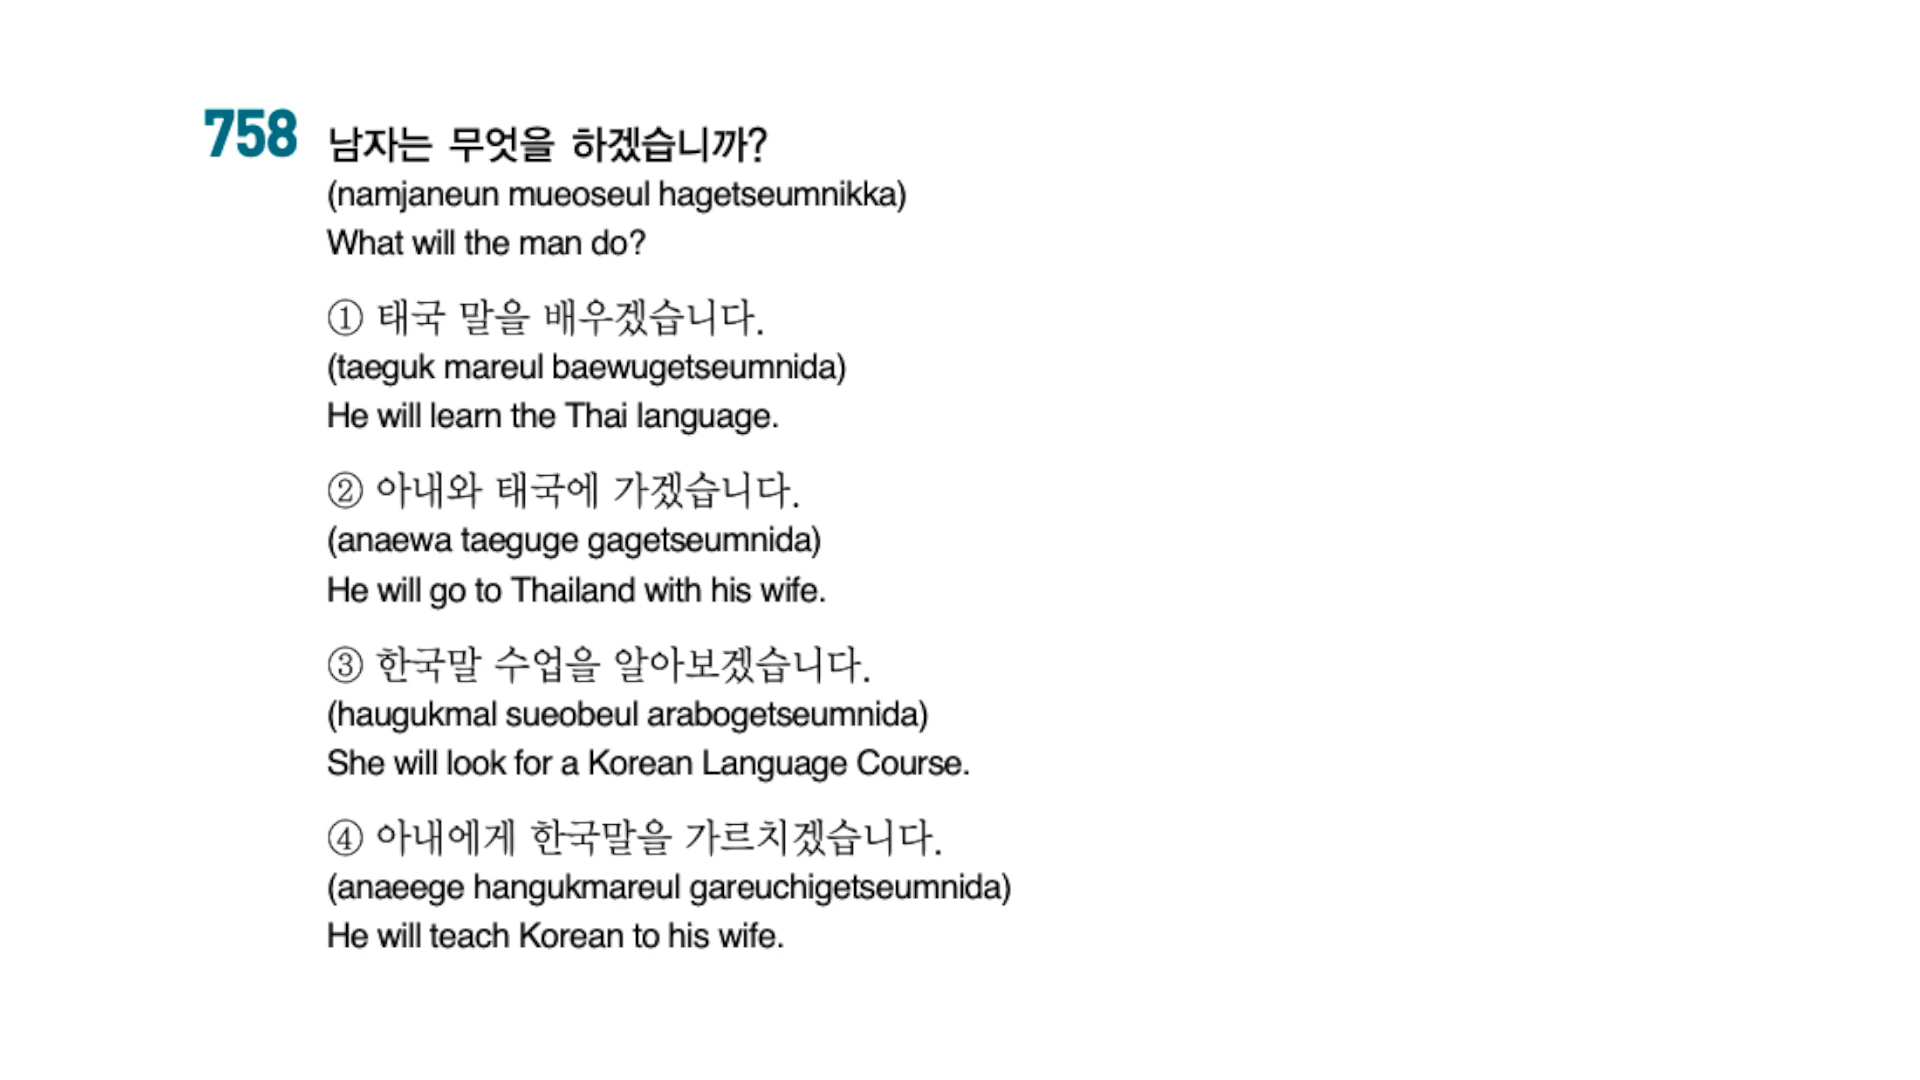 758 남자는 무엇을 하겠습니까?
(namjaneun mueoseul hagetseumnikka)
What will the man do?
① 태국 말을 배우겠습니다.
(taeguk mareul baewugetseumnida)
He will learn the Thai language.
② 아내와 태국에 가겠습니다.
(anaewa taeguge gagetseumnida)
He will go to Thailand with his wife.
③ 한국말 수업을 알아보겠습니다.
(haugukmal sueobeul arabogetseumnida)
She will look for a Korean Language Course.
④ 아내에게 한국말을 가르치겠습니다.
(anaeege hangukmareul gareuchigetseumnida)
He will teach Korean to his wife.